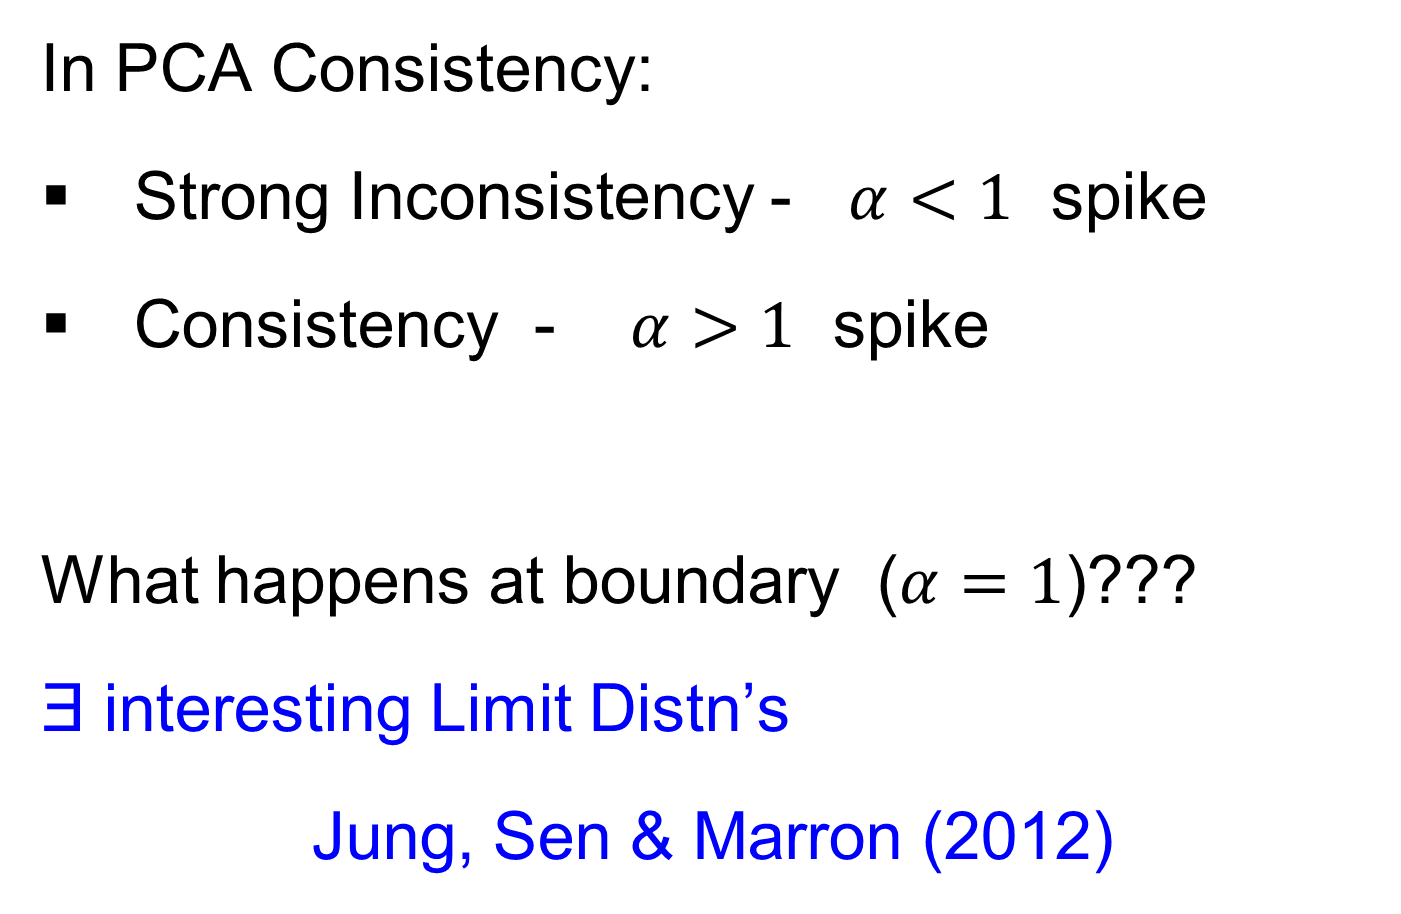 In PCA Consistency:
▪ Strong Inconsistency - 𝛼 < 1 spike
▪ Consistency - 𝛼 > 1 spike
What happens at boundary (𝛼 = 1)???
∃ interesting Limit Distn’s
Jung, Sen & Marron (2012)